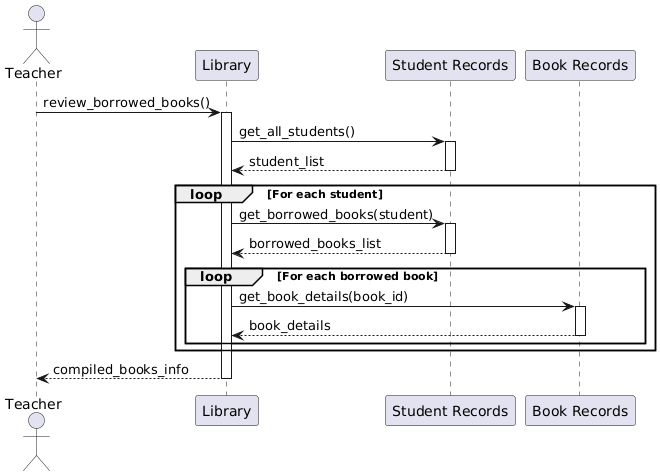 Teacher
Library
Student Records
Book Records
review_borrowed_books()
get_all_students()
student_list
loop [For each student]
get_borrowed_books(student)
borrowed_books_list
loop [For each borrowed book]
get_book_details(book_id)
book_details
compiled_books_info
Teacher
Library
Student Records
Book Records